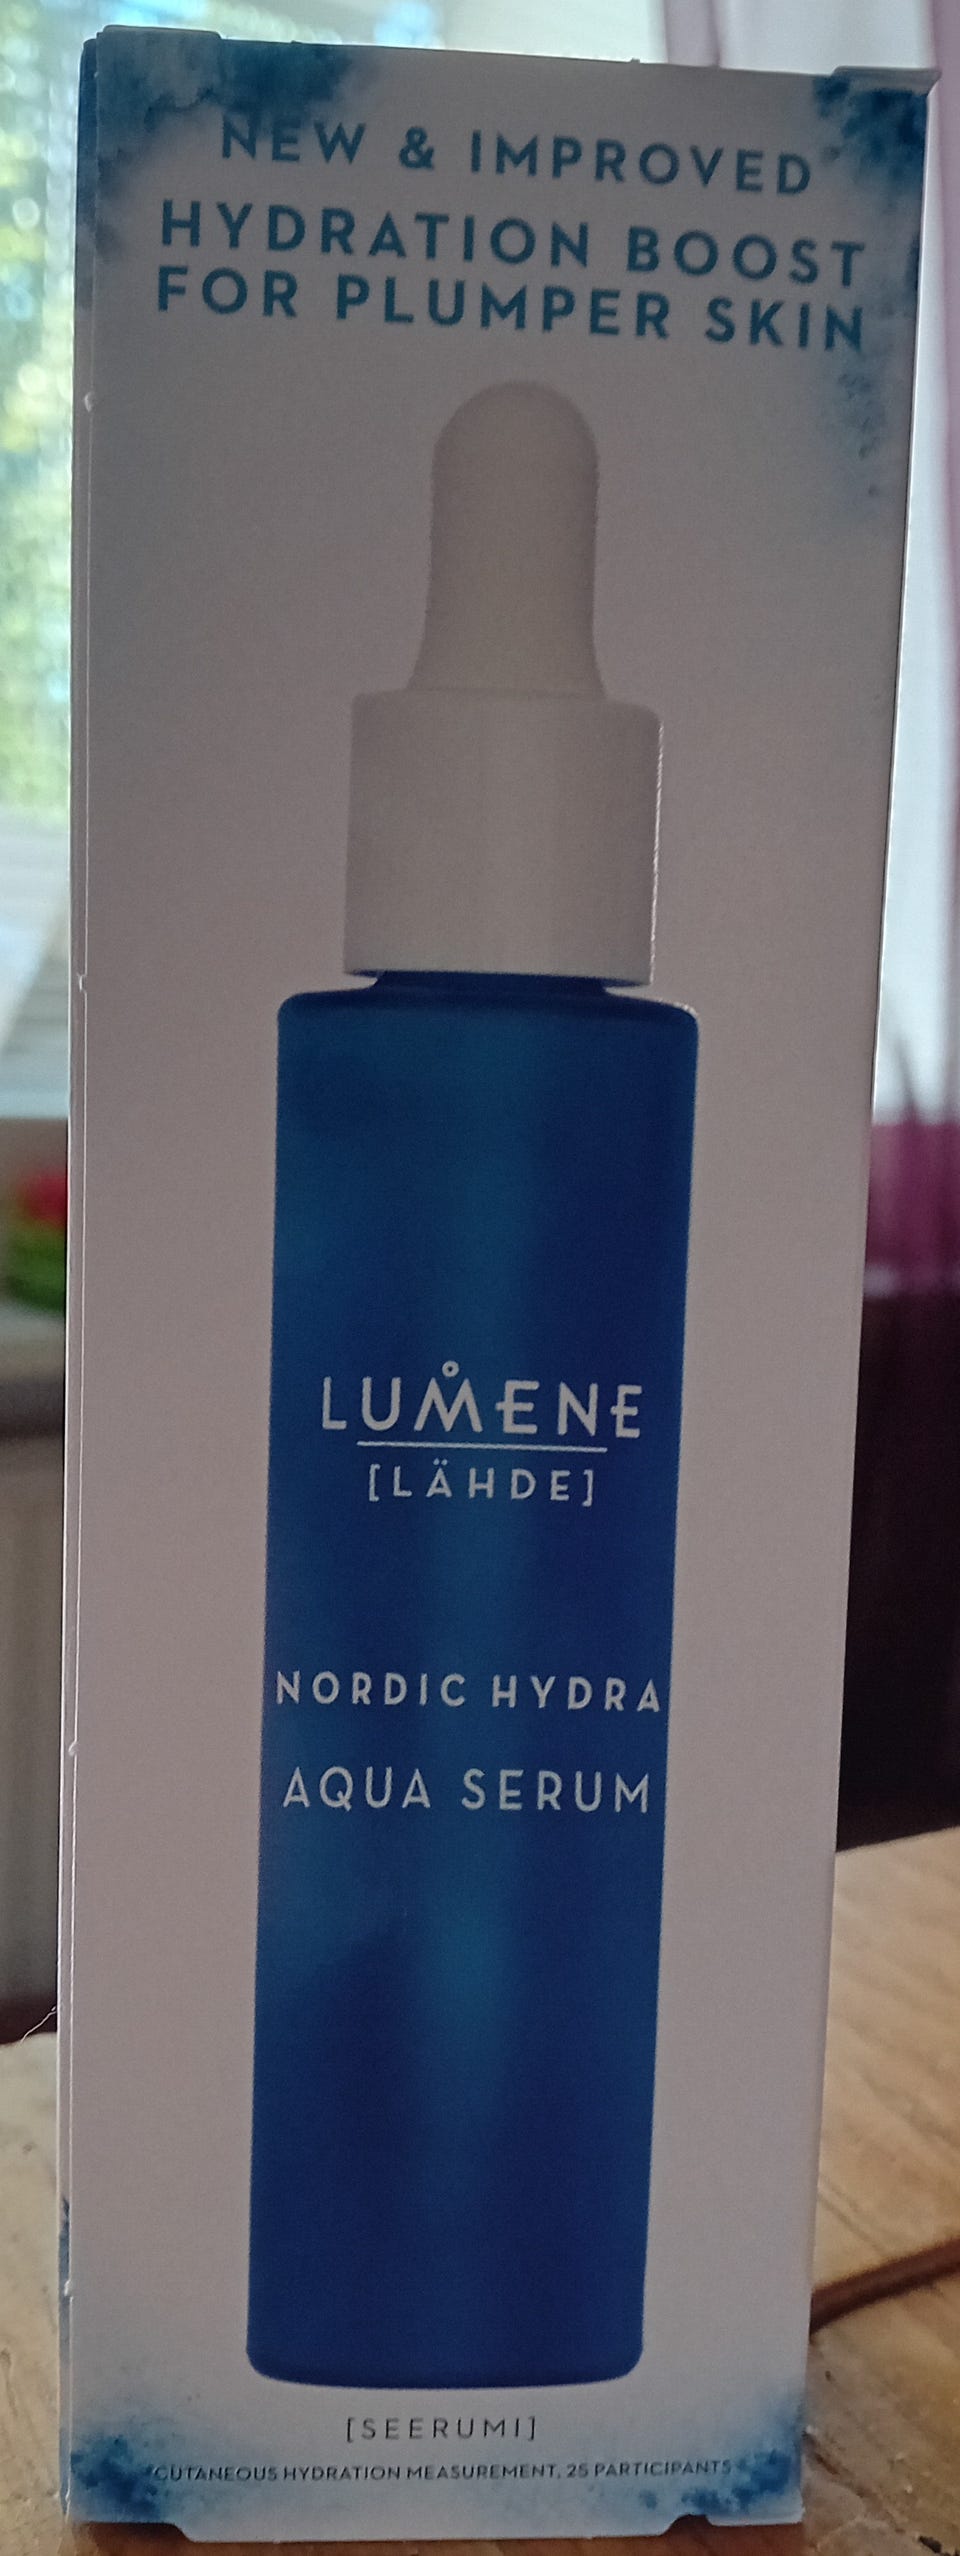 NEW & IMPROVED
HYDRATION BOOST
FOR PLUMPER SKIN
LUMENE
[LÄHDE]
NORDIC HYDRA
AQUA SERUM
[SEERUMI]
*CUTANEOUS HYDRATION MEASUREMENT, 25 PARTICIPANTS